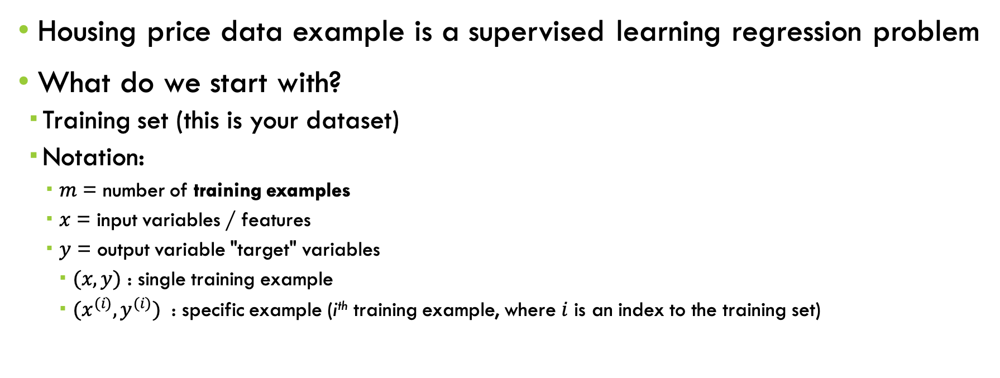 • Housing price data example is a supervised learning regression problem
• What do we start with?
▪ Training set (this is your dataset)
▪ Notation:
▪ m = number of training examples
▪ x = input variables / features
▪ y = output variable "target" variables
▪ (x, y) : single training example
▪ (x⁽ⁱ⁾, y⁽ⁱ⁾) : specific example (iᵗʰ training example, where i is an index to the training set)